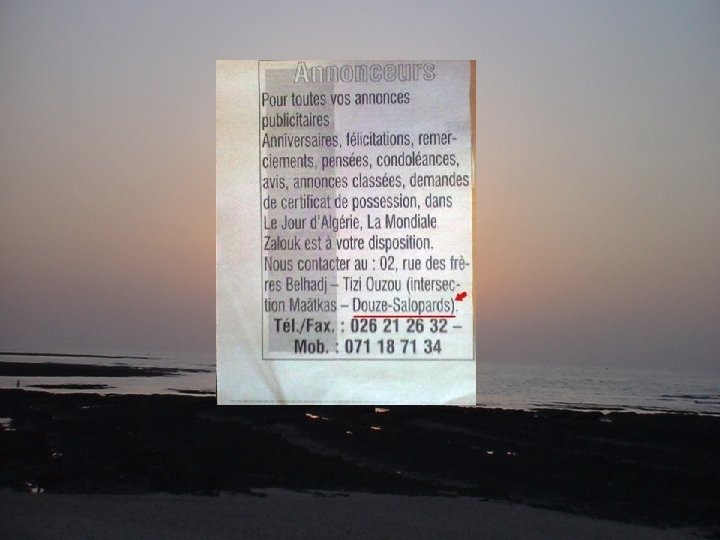 Annonceurs
Pour toutes vos annonces
publicitaires
Anniversaires, félicitations, remer-
ciements, pensées, condoléances,
avis, annonces classées, demandes
de certificat de possession, dans
Le Jour d'Algérie, La Mondiale
Zalouk est à votre disposition.
Nous contacter au : 02, rue des frè-
res Belhadj – Tizi Ouzou (intersec-
tion Maâtkas – Douze-Salopards).
Tél./Fax. : 026 21 26 32 –
Mob. : 071 18 71 34